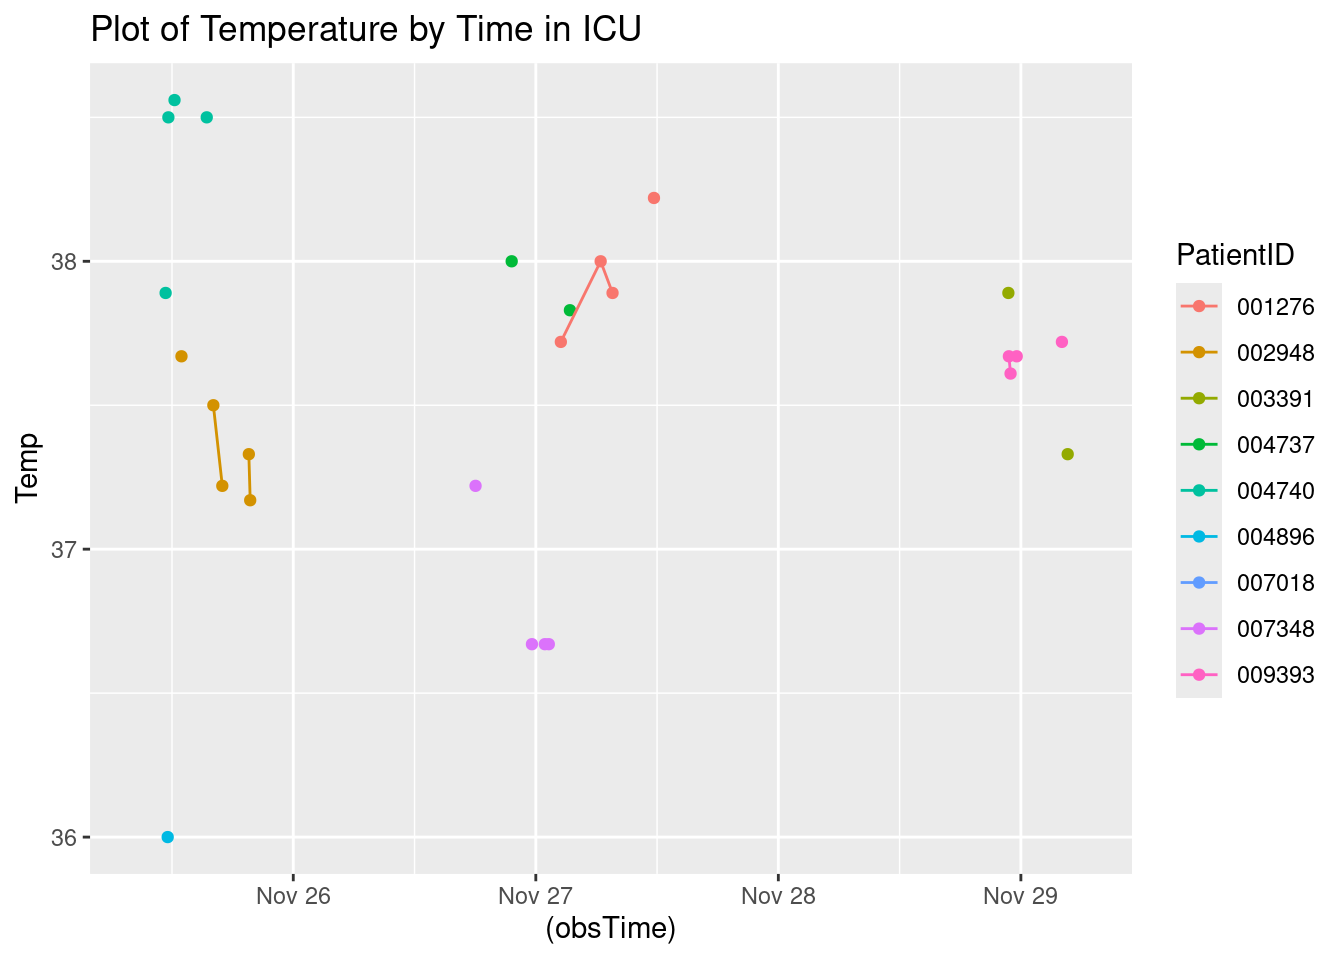 Plot of Temperature by Time in ICU
38
37
36
Temp
Nov 26
Nov 27
Nov 28
Nov 29
(obsTime)
PatientID
001276
002948
003391
004737
004740
004896
007018
007348
009393